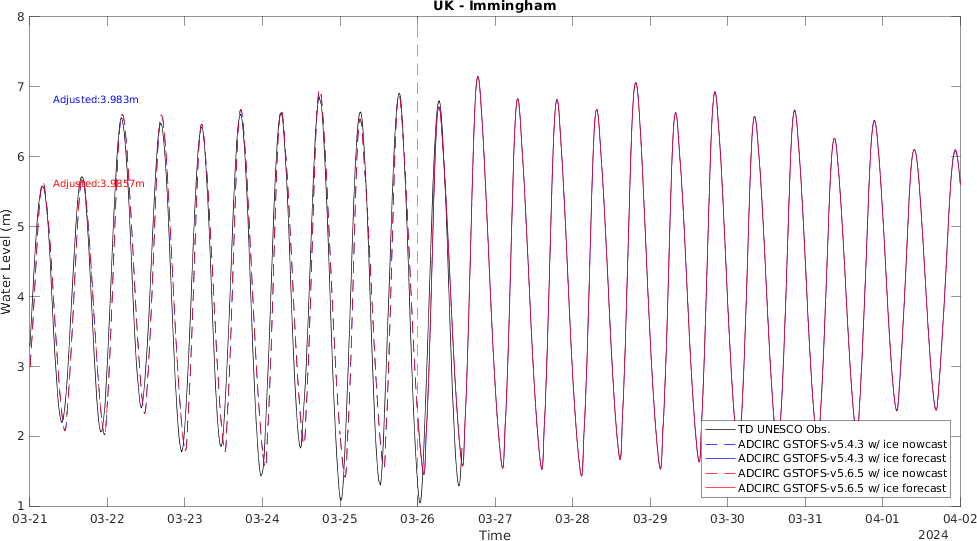 UK - Immingham
8
7
6
5
4
3
2
1
Water Level (m)
Adjusted:3.983m
Adjusted:3.9857m
TD UNESCO Obs.
ADCIRC GSTOFS-v5.4.3 w/ ice nowcast
ADCIRC GSTOFS-v5.4.3 w/ ice forecast
ADCIRC GSTOFS-v5.6.5 w/ ice nowcast
ADCIRC GSTOFS-v5.6.5 w/ ice forecast
03-21 03-22 03-23 03-24 03-25 03-26 03-27 03-28 03-29 03-30 03-31 04-01 04-02
Time
2024